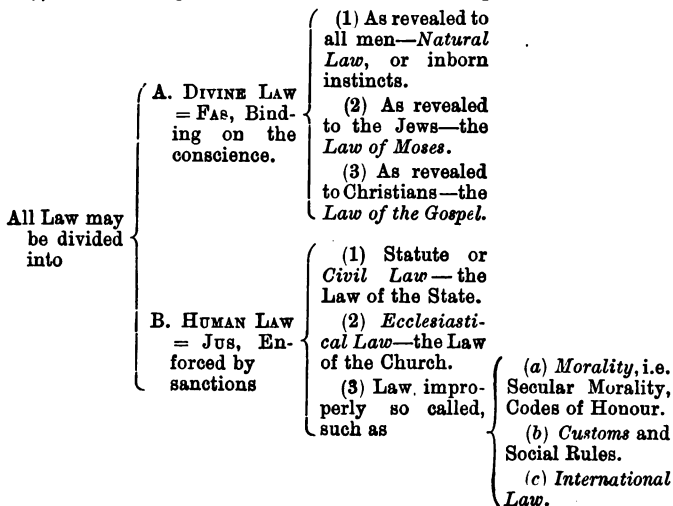 All Law may
be divided
into
A. DIVINE LAW
= FAS, Bind-
ing on the
conscience.
(1) As revealed to
all men—Natural
Law, or inborn
instincts.
(2) As revealed
to the Jews—the
Law of Moses.
(3) As revealed
to Christians—the
Law of the Gospel.
B. HUMAN LAW
= JUS, En-
forced by
sanctions
(1) Statute or
Civil Law—the
Law of the State.
(2) Ecclesiasti-
cal Law—the Law
of the Church.
(3) Law, impro-
perly so called,
such as
(a) Morality, i.e.
Secular Morality,
Codes of Honour.
(b) Customs and
Social Rules.
(c) International
Law.